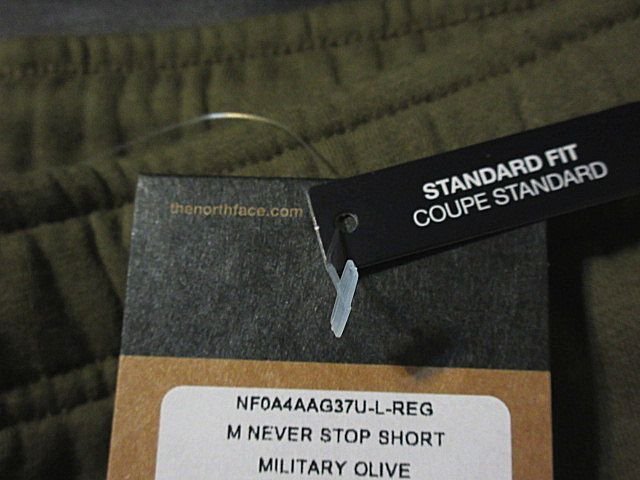 STANDARD FIT
COUPE STANDARD
thenorthface.com
NF0A4AAG37U-L-REG
M NEVER STOP SHORT
MILITARY OLIVE